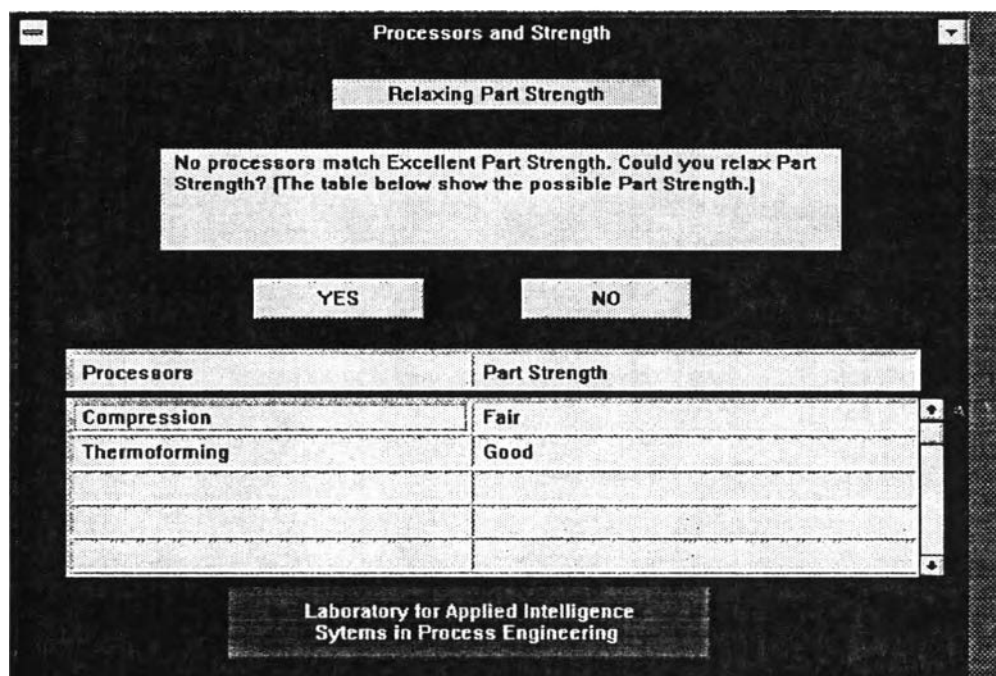 Processors and Strength
Relaxing Part Strength
No processors match Excellent Part Strength. Could you relax Part
Strength? (The table below show the possible Part Strength.)
YES NO
Processors Part Strength
Compression Fair
Thermoforming Good
Laboratory for Applied Intelligence
Sytems in Process Engineering